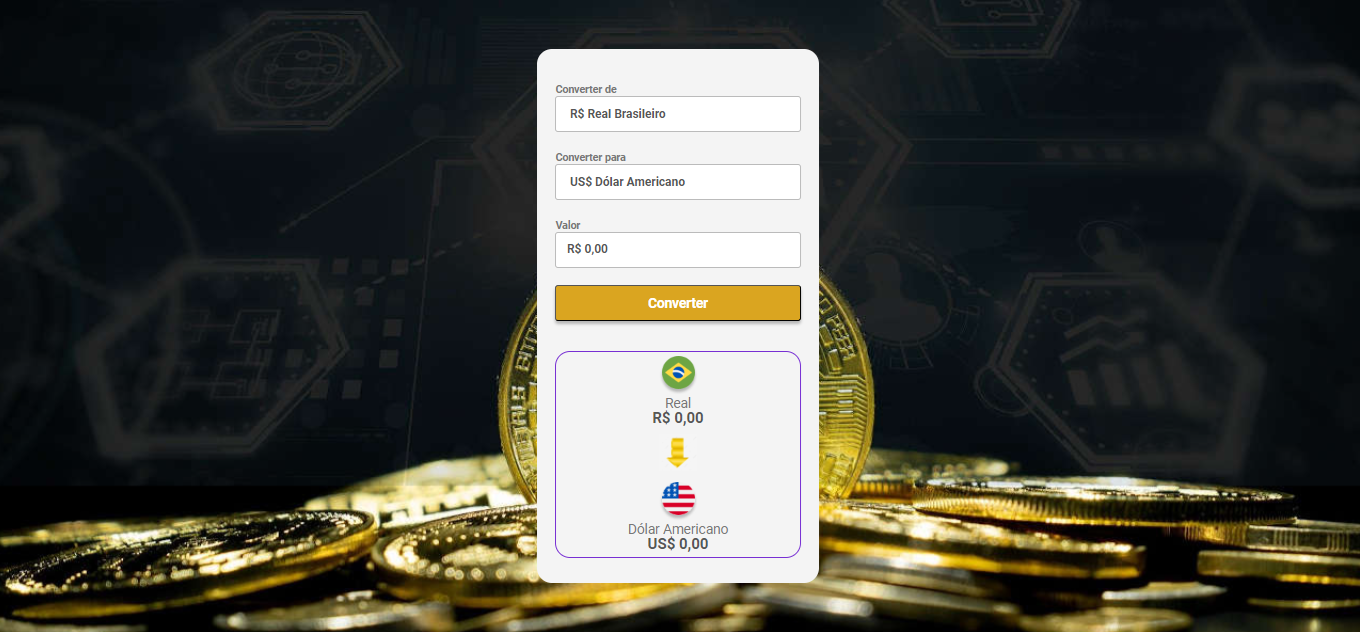 Converter de
R$ Real Brasileiro
Converter para
US$ Dólar Americano
Valor
R$ 0,00
Converter
Real
R$ 0,00
Dólar Americano
US$ 0,00